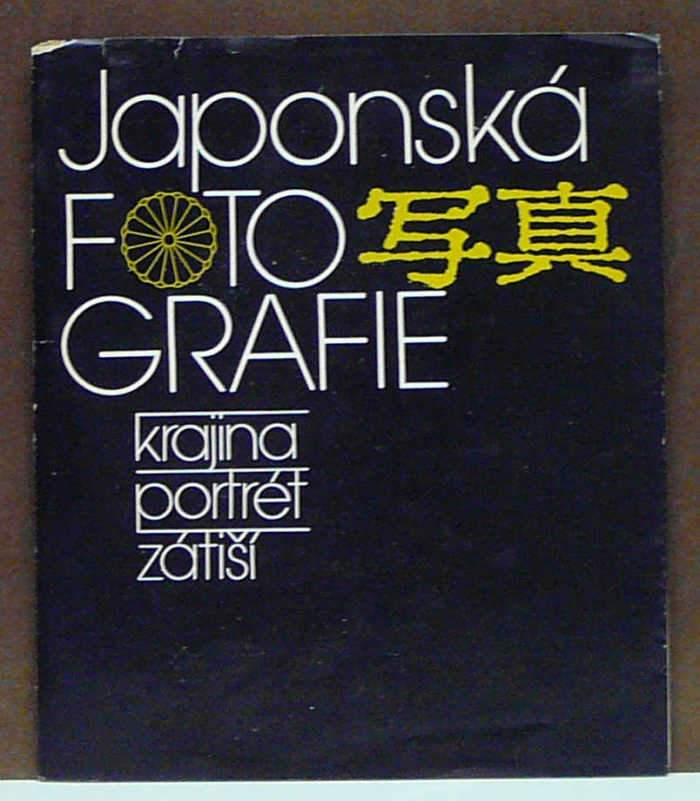 Japonská
FOTO写真
GRAFIE
krajina
portrét
zátiší